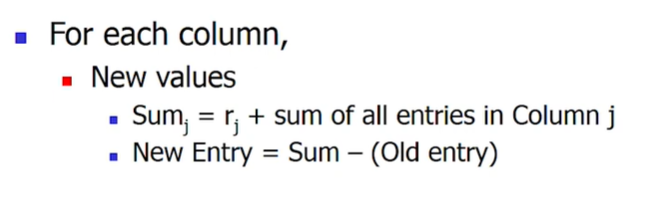 For each column,
New values
Sumj = rj + sum of all entries in Column j
New Entry = Sum – (Old entry)